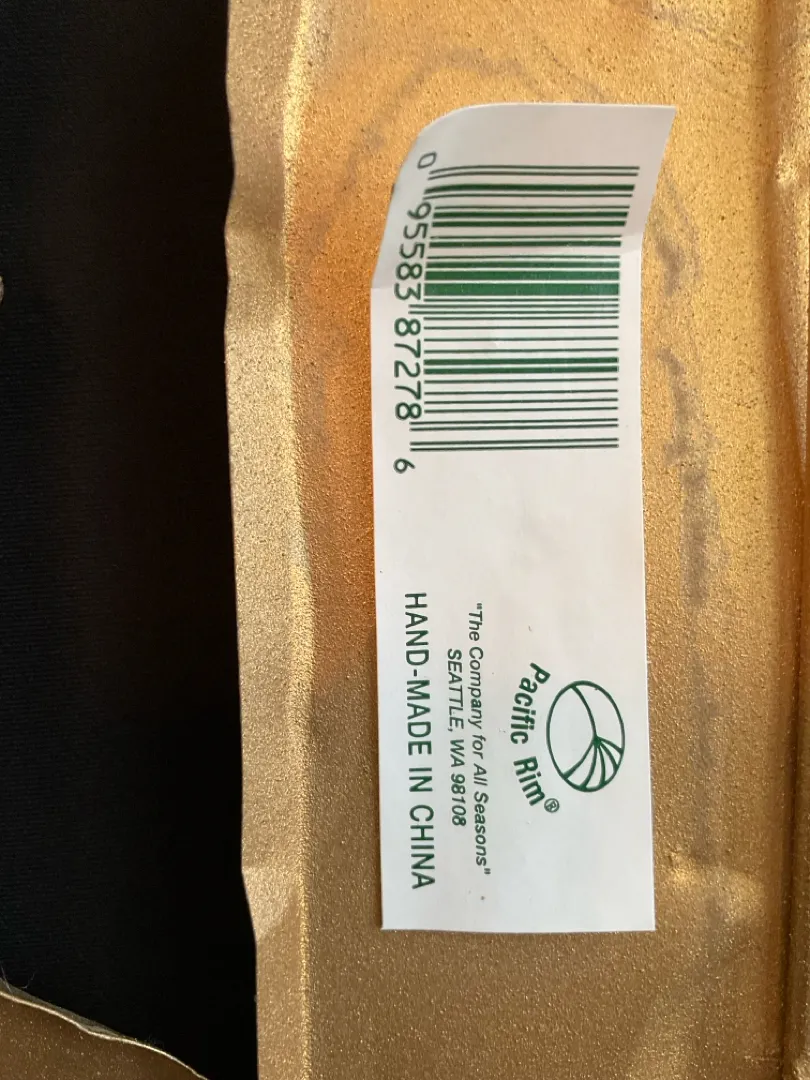 0 95583 87278 6
Pacific Rim®
"The Company for All Seasons"
SEATTLE, WA 98108
HAND-MADE IN CHINA